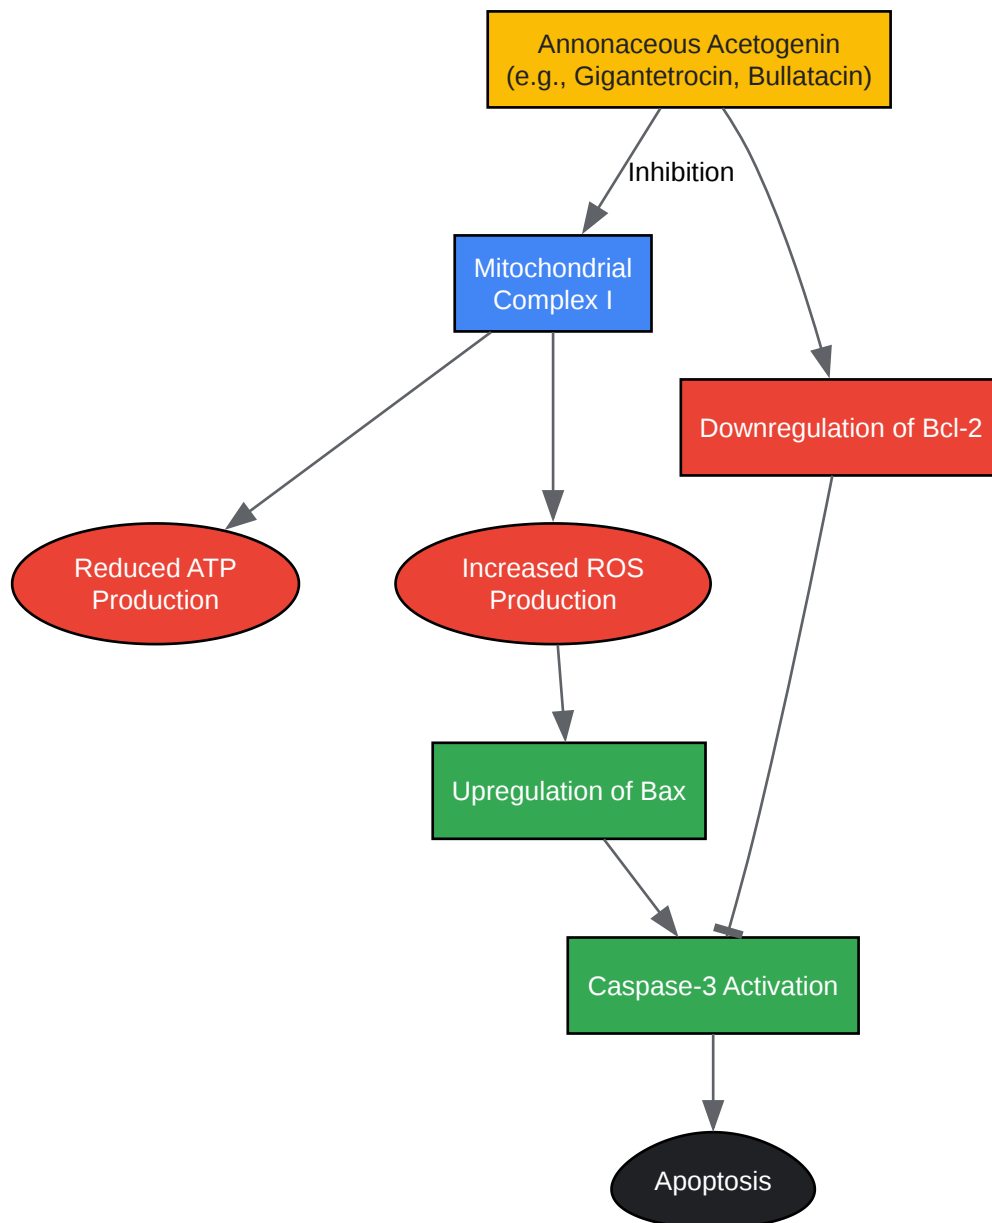 Annonaceous Acetogenin
(e.g., Gigantetrocin, Bullatacin)
Inhibition
Mitochondrial
Complex I
Downregulation of Bcl-2
Reduced ATP
Production
Increased ROS
Production
Upregulation of Bax
Caspase-3 Activation
Apoptosis